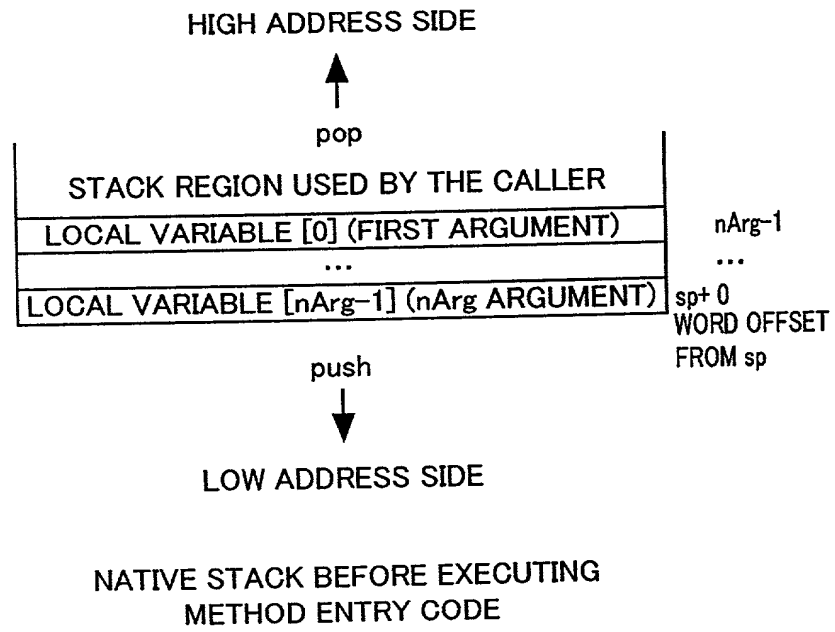 HIGH ADDRESS SIDE
pop
STACK REGION USED BY THE CALLER
LOCAL VARIABLE [0] (FIRST ARGUMENT) nArg-1
... ...
LOCAL VARIABLE [nArg-1] (nArg ARGUMENT) sp+ 0
WORD OFFSET
FROM sp
push
LOW ADDRESS SIDE
NATIVE STACK BEFORE EXECUTING
METHOD ENTRY CODE